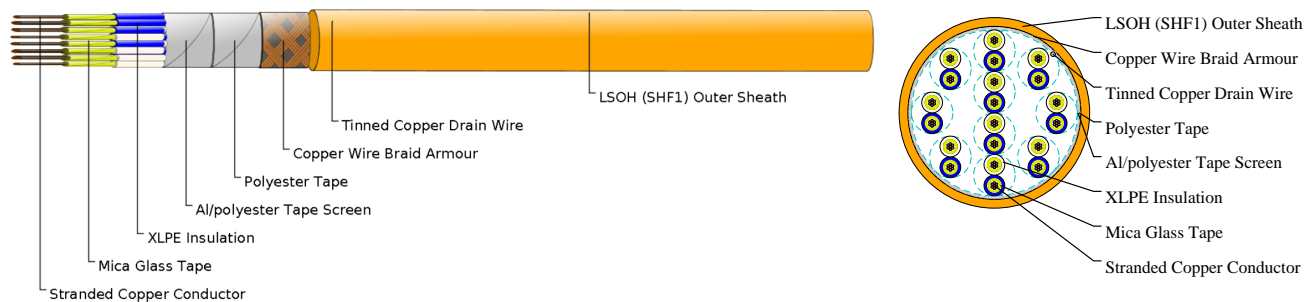 LSOH (SHF1) Outer Sheath
Tinned Copper Drain Wire
Copper Wire Braid Armour
Polyester Tape
Al/polyester Tape Screen
XLPE Insulation
Mica Glass Tape
Stranded Copper Conductor
LSOH (SHF1) Outer Sheath
Copper Wire Braid Armour
Tinned Copper Drain Wire
Polyester Tape
Al/polyester Tape Screen
XLPE Insulation
Mica Glass Tape
Stranded Copper Conductor